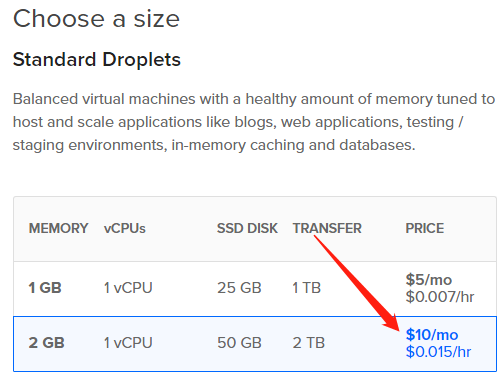 Choose a size
Standard Droplets
Balanced virtual machines with a healthy amount of memory tuned to
host and scale applications like blogs, web applications, testing /
staging environments, in-memory caching and databases.
MEMORY vCPUs SSD DISK TRANSFER PRICE
1 GB 1 vCPU 25 GB 1 TB $5/mo
$0.007/hr
2 GB 1 vCPU 50 GB 2 TB $10/mo
$0.015/hr